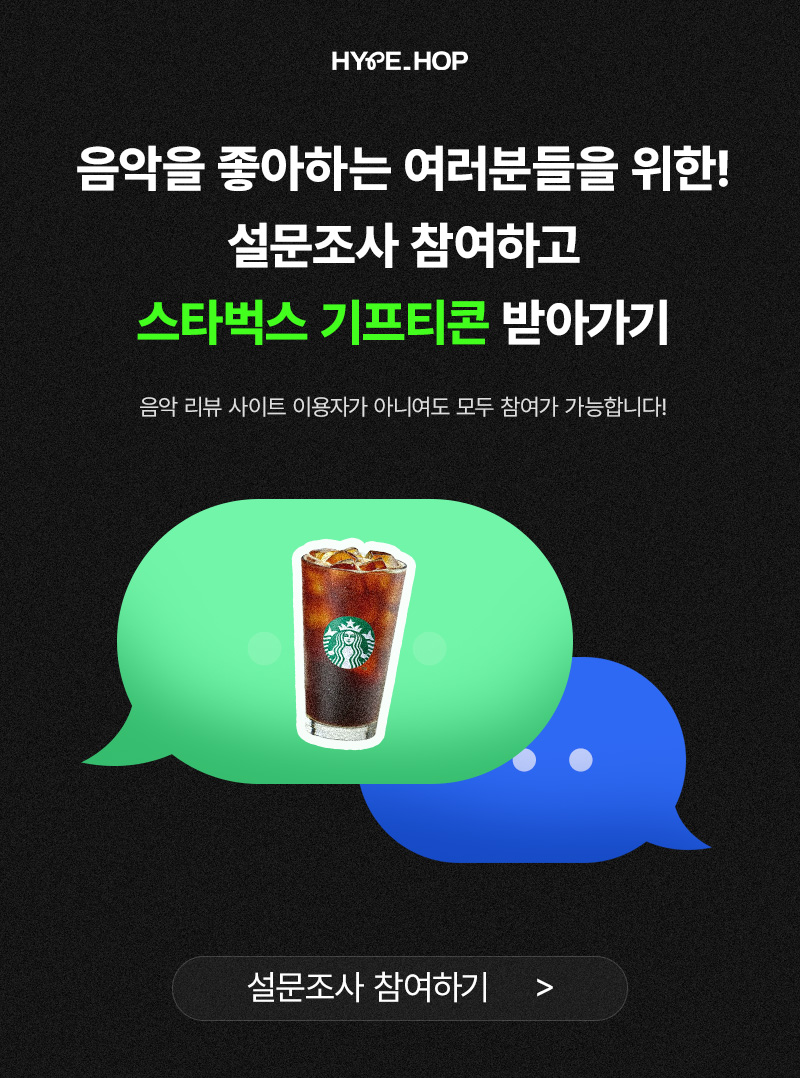 HYPE-HOP
음악을 좋아하는 여러분들을 위한!
설문조사 참여하고
스타벅스 기프티콘 받아가기
음악 리뷰 사이트 이용자가 아니여도 모두 참여가 가능합니다!
설문조사 참여하기 >